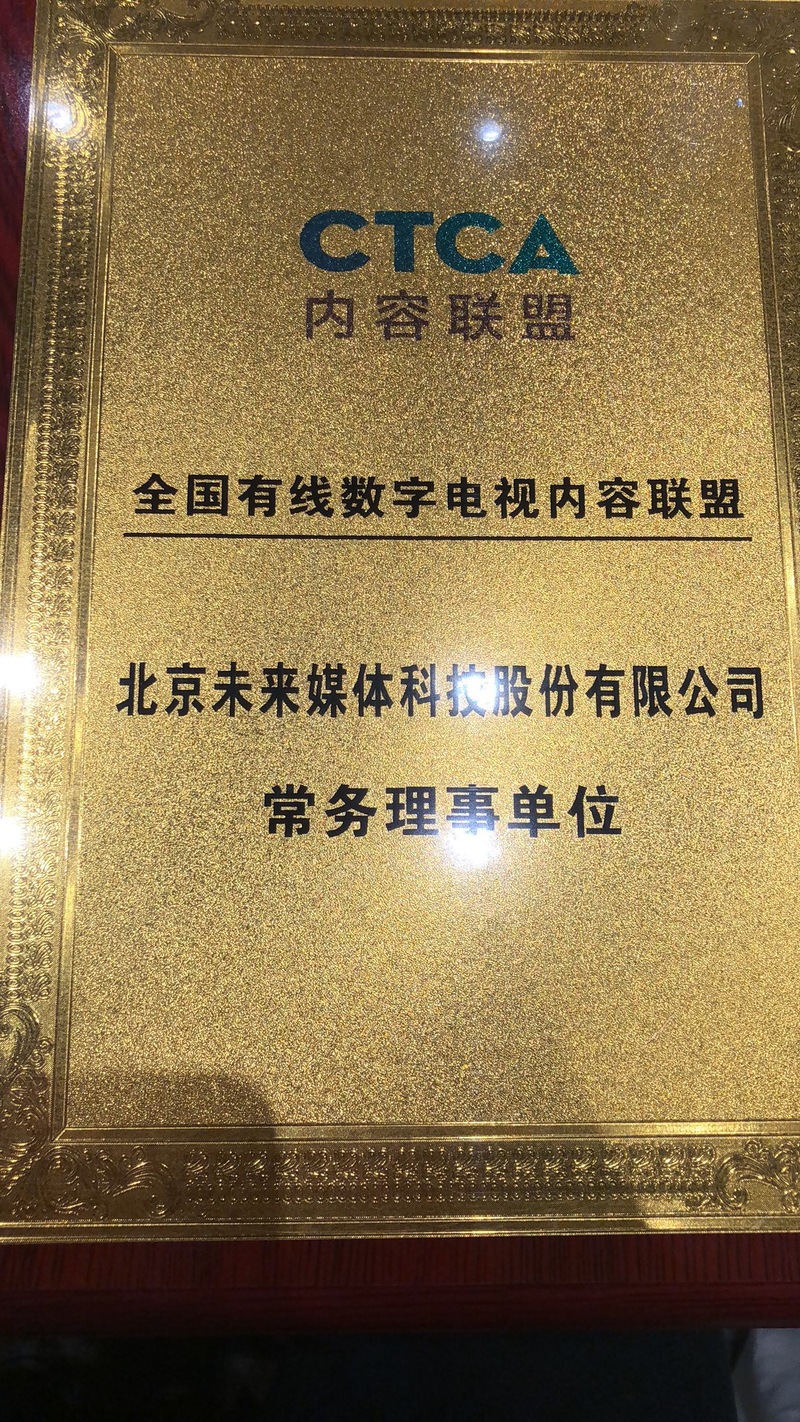 CTCA
内容联盟
全国有线数字电视内容联盟
北京未来媒体科技股份有限公司
常务理事单位